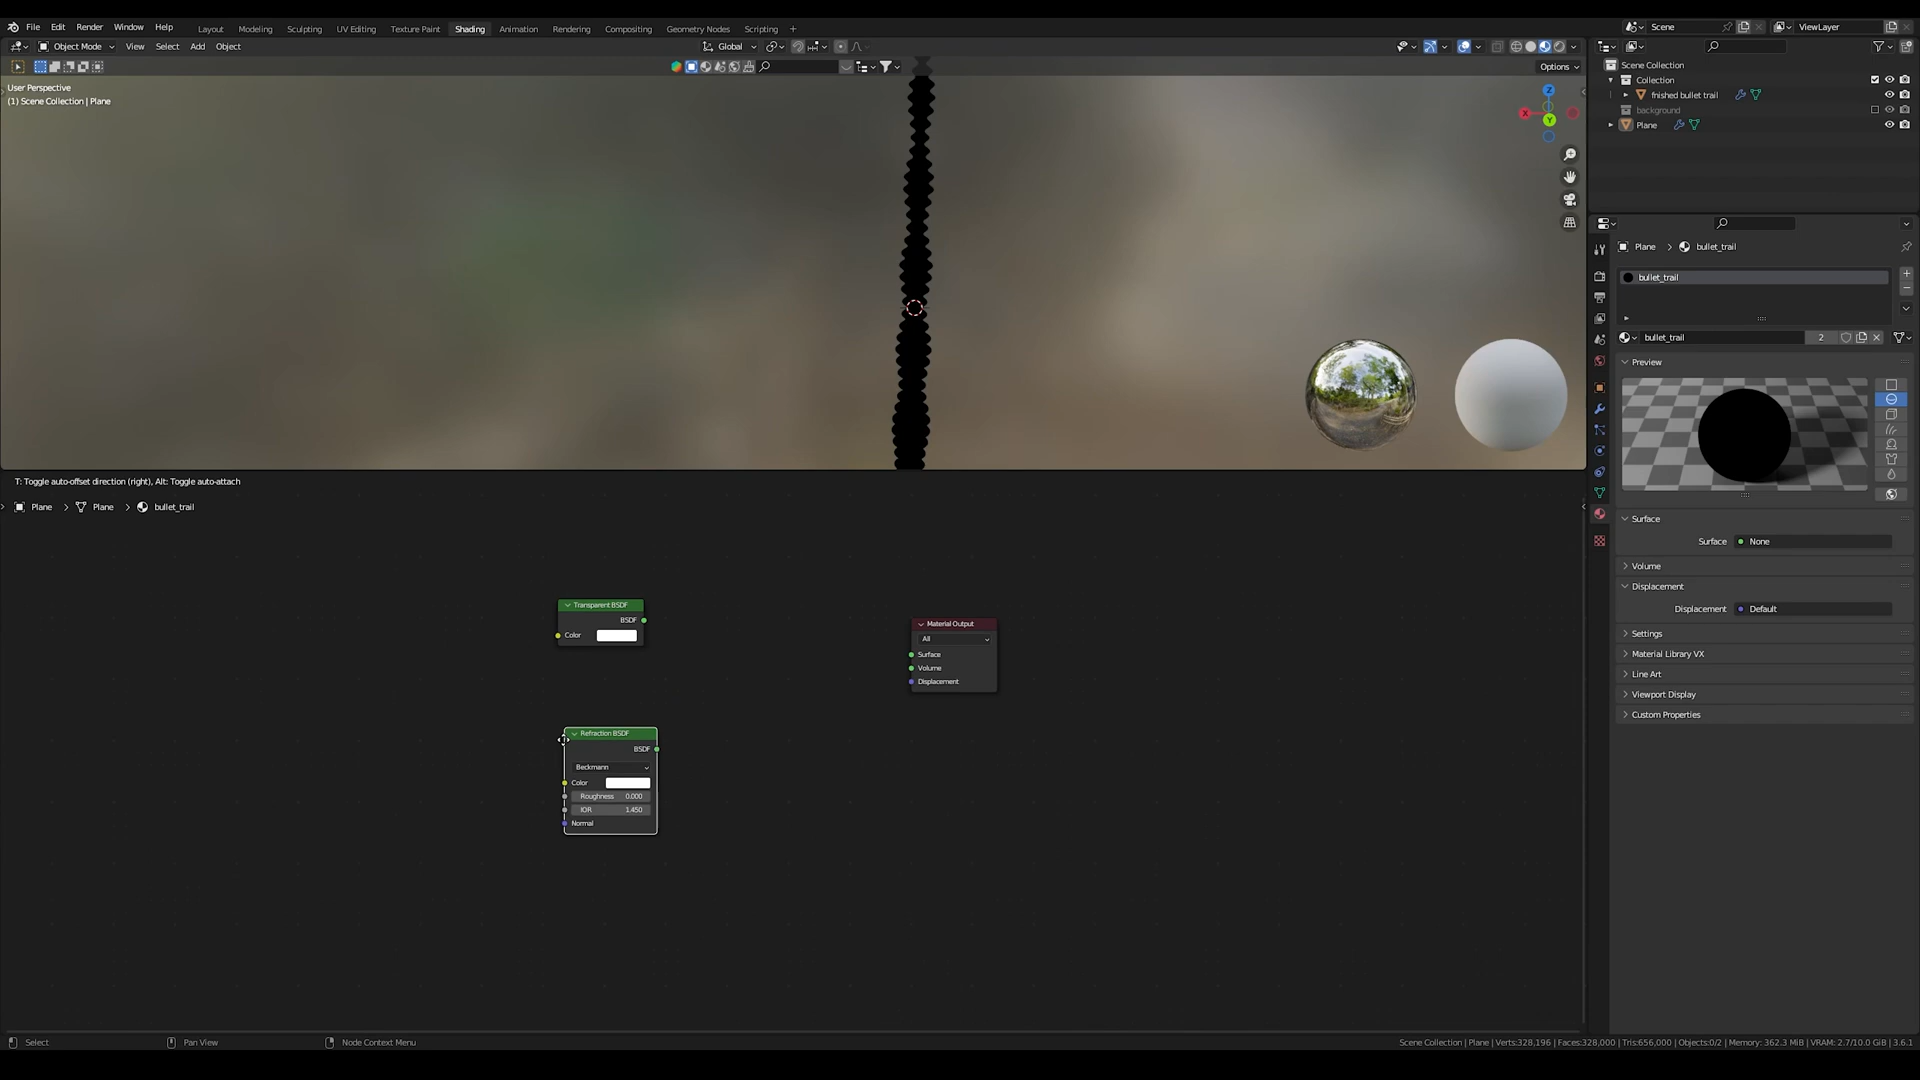 File Edit Render Window Help Layout Modeling Sculpting UV Editing Texture Paint Shading Animation Rendering Compositing Geometry Nodes Scripting + Scene ViewLayer
Object Mode View Select Add Object Global
Options
User Perspective
(1) Scene Collection | Plane
Z
X
Y
Scene Collection
Collection
fnished bullet trail
background
Plane
Plane > bullet_trail
bullet_trail
bullet_trail 2
Preview
Surface
Surface None
Volume
Displacement
Displacement Default
Settings
Material Library VX
Line Art
Viewport Display
Custom Properties
T: Toggle auto-offset direction (right), Alt: Toggle auto-attach
Plane > Plane > bullet_trail
Transparent BSDF
BSDF
Color
Material Output
All
Surface
Volume
Displacement
Refraction BSDF
BSDF
Beckmann
Color
Roughness 0.000
IOR 1.450
Normal
Select Pan View Node Context Menu Scene Collection | Plane | Verts:328,196 | Faces:328,000 | Tris:656,000 | Objects:0/2 | Memory: 362.3 MiB | VRAM: 2.7/10.0 GiB | 3.6.1